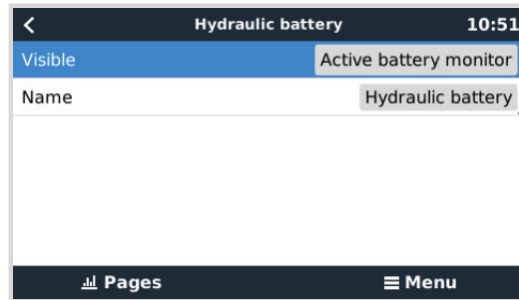 Hydraulic battery 10:51
Visible Active battery monitor
Name Hydraulic battery
Pages Menu